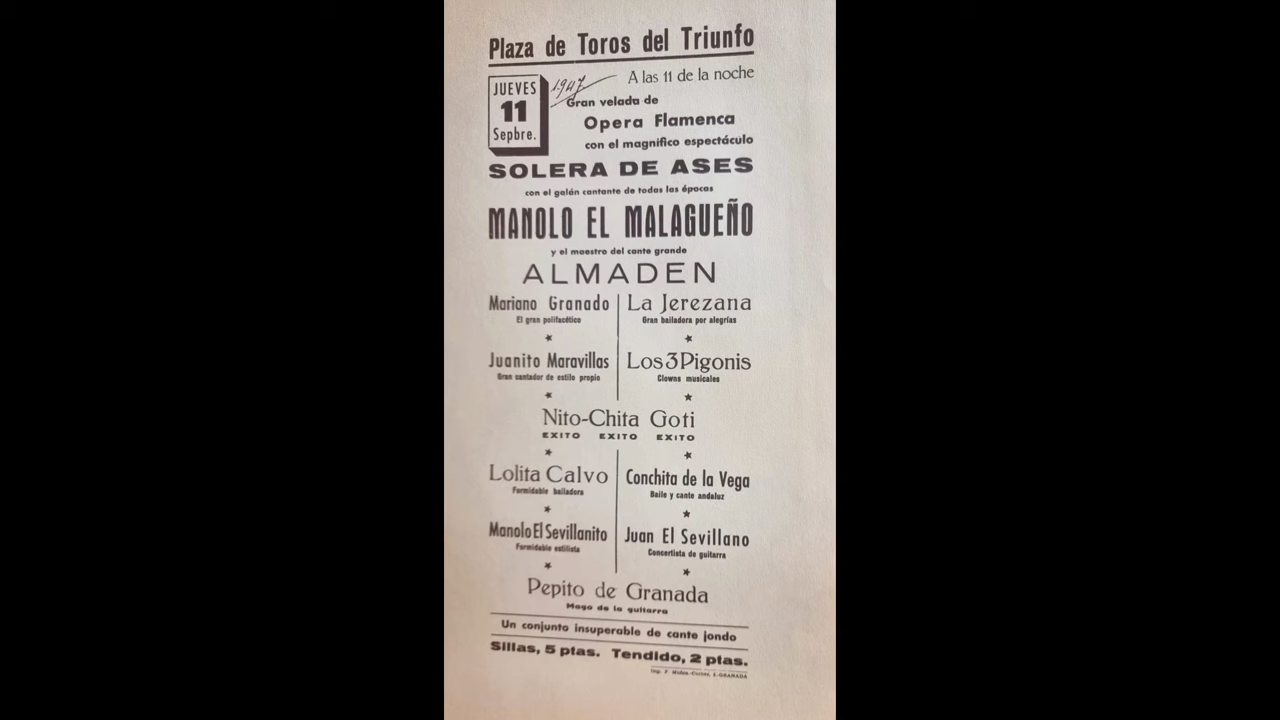 Plaza de Toros del Triunfo
JUEVES
11
Sepbre.
1947
A las 11 de la noche
Gran velada de
Opera Flamenca
con el magnífico espectáculo
SOLERA DE ASES
con el galán cantante de todas las épocas
MANOLO EL MALAGUEÑO
y el maestro del cante grande
ALMADEN
Mariano Granado
El gran polifacético
La Jerezana
Gran bailadora por alegrías
Juanito Maravillas
Gran cantador de estilo propio
Los 3 Pigonis
Clowns musicales
Nito-Chita Goti
EXITO EXITO EXITO
Lolita Calvo
Formidable bailadora
Conchita de la Vega
Baile y cante andaluz
Manolo El Sevillanito
Formidable estilista
Juan El Sevillano
Concertista de guitarra
Pepito de Granada
Mago de la guitarra
Un conjunto insuperable de cante jondo
Sillas, 5 ptas. Tendido, 2 ptas.
Imp. F. GRANADA